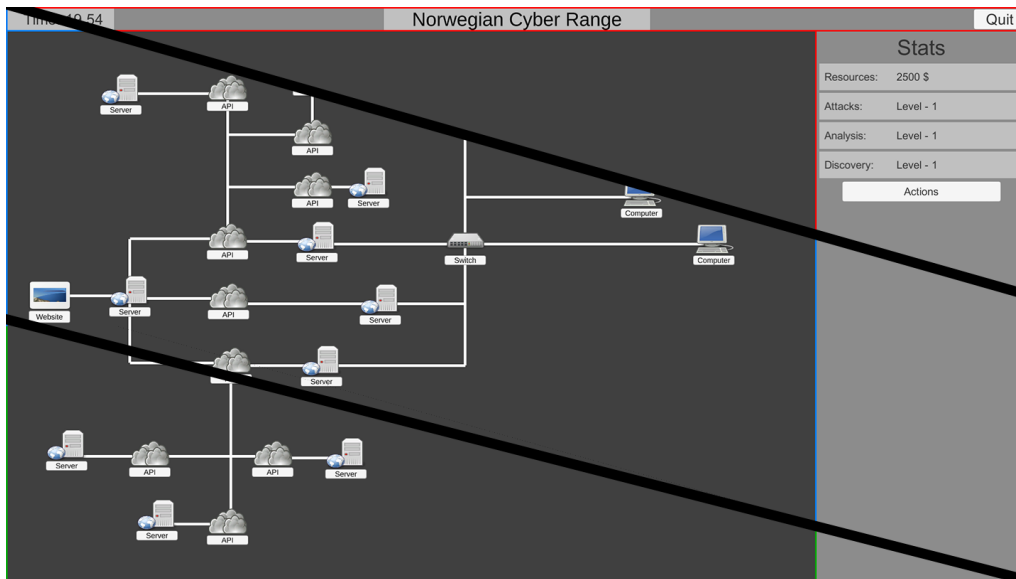 19-54 Norwegian Cyber Range Quit
Stats
Resources: 2500 $
Attacks: Level - 1
Analysis: Level - 1
Discovery: Level - 1
Actions
Server API
API
API Server
Computer
API Server Switch Computer
Website Server API Server
Server
Server API API Server
Server API